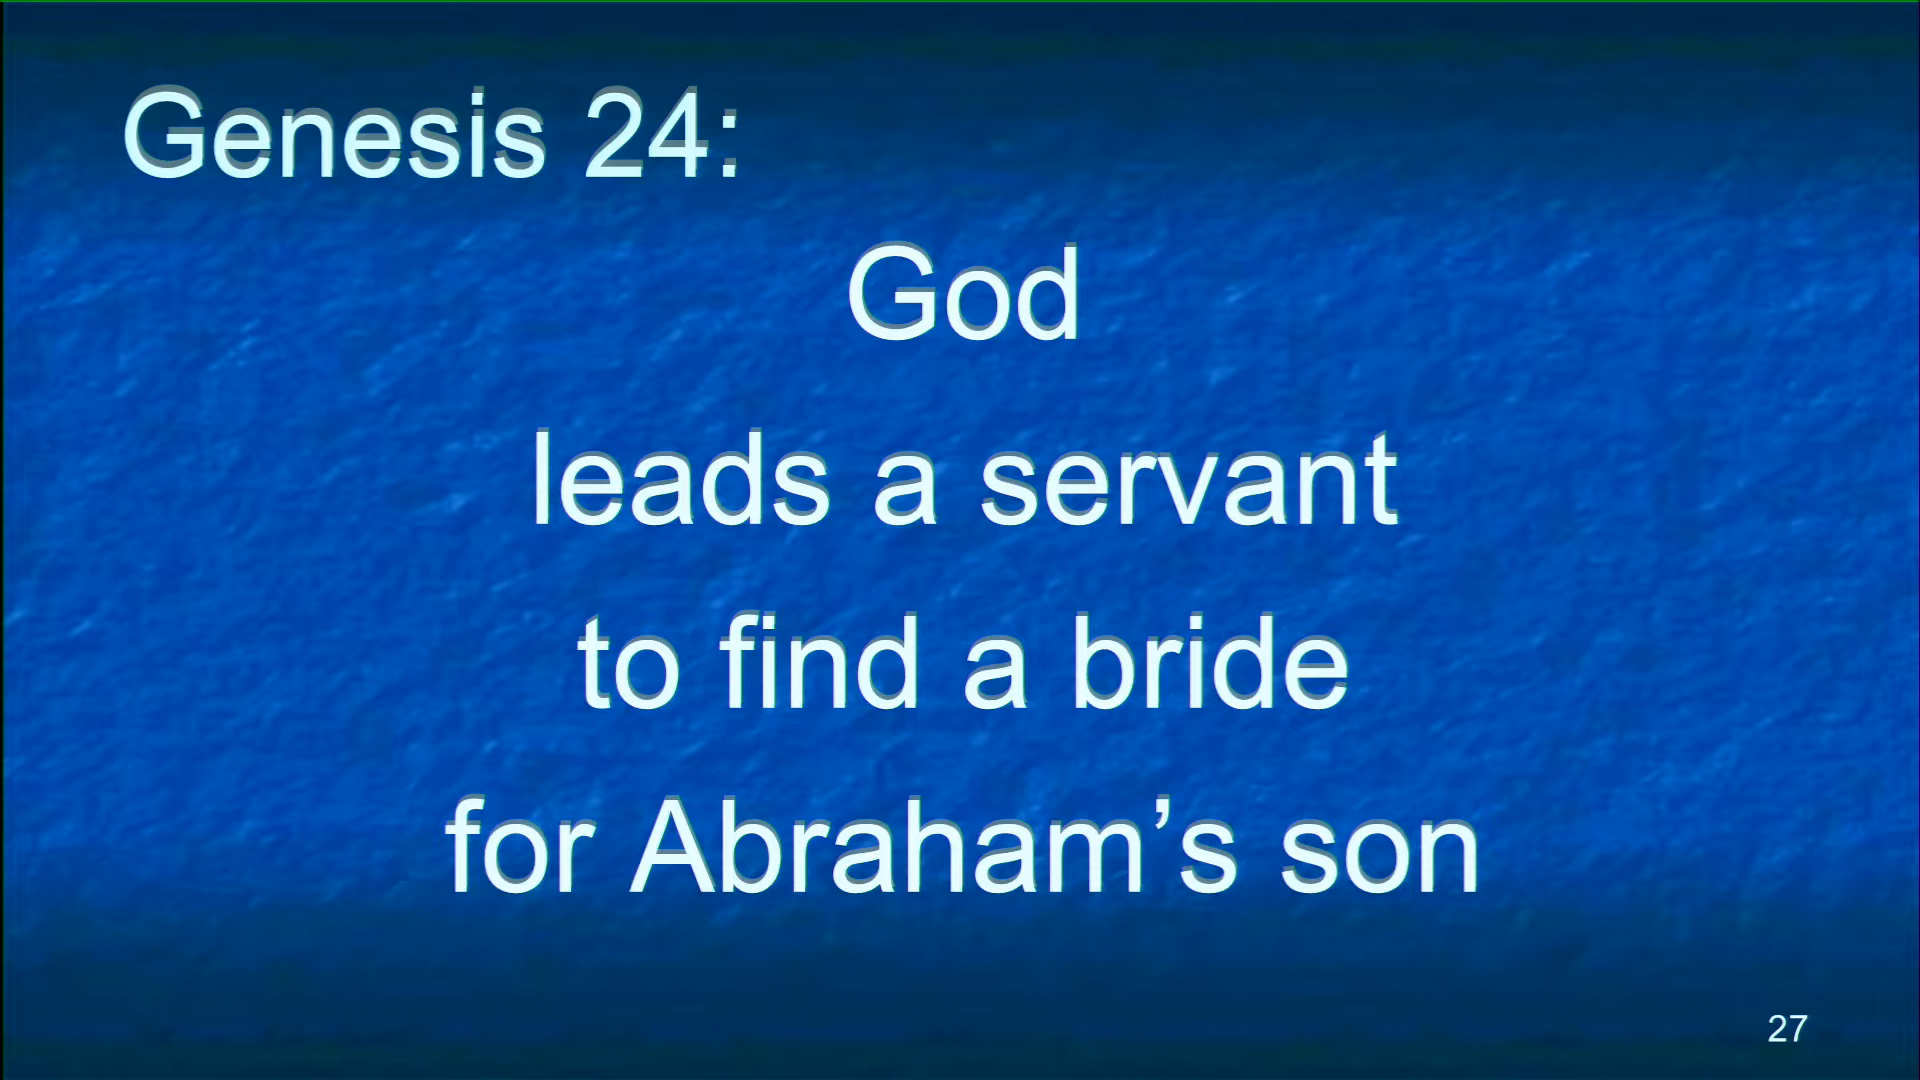 Genesis 24:
God
leads a servant
to find a bride
for Abraham’s son
27